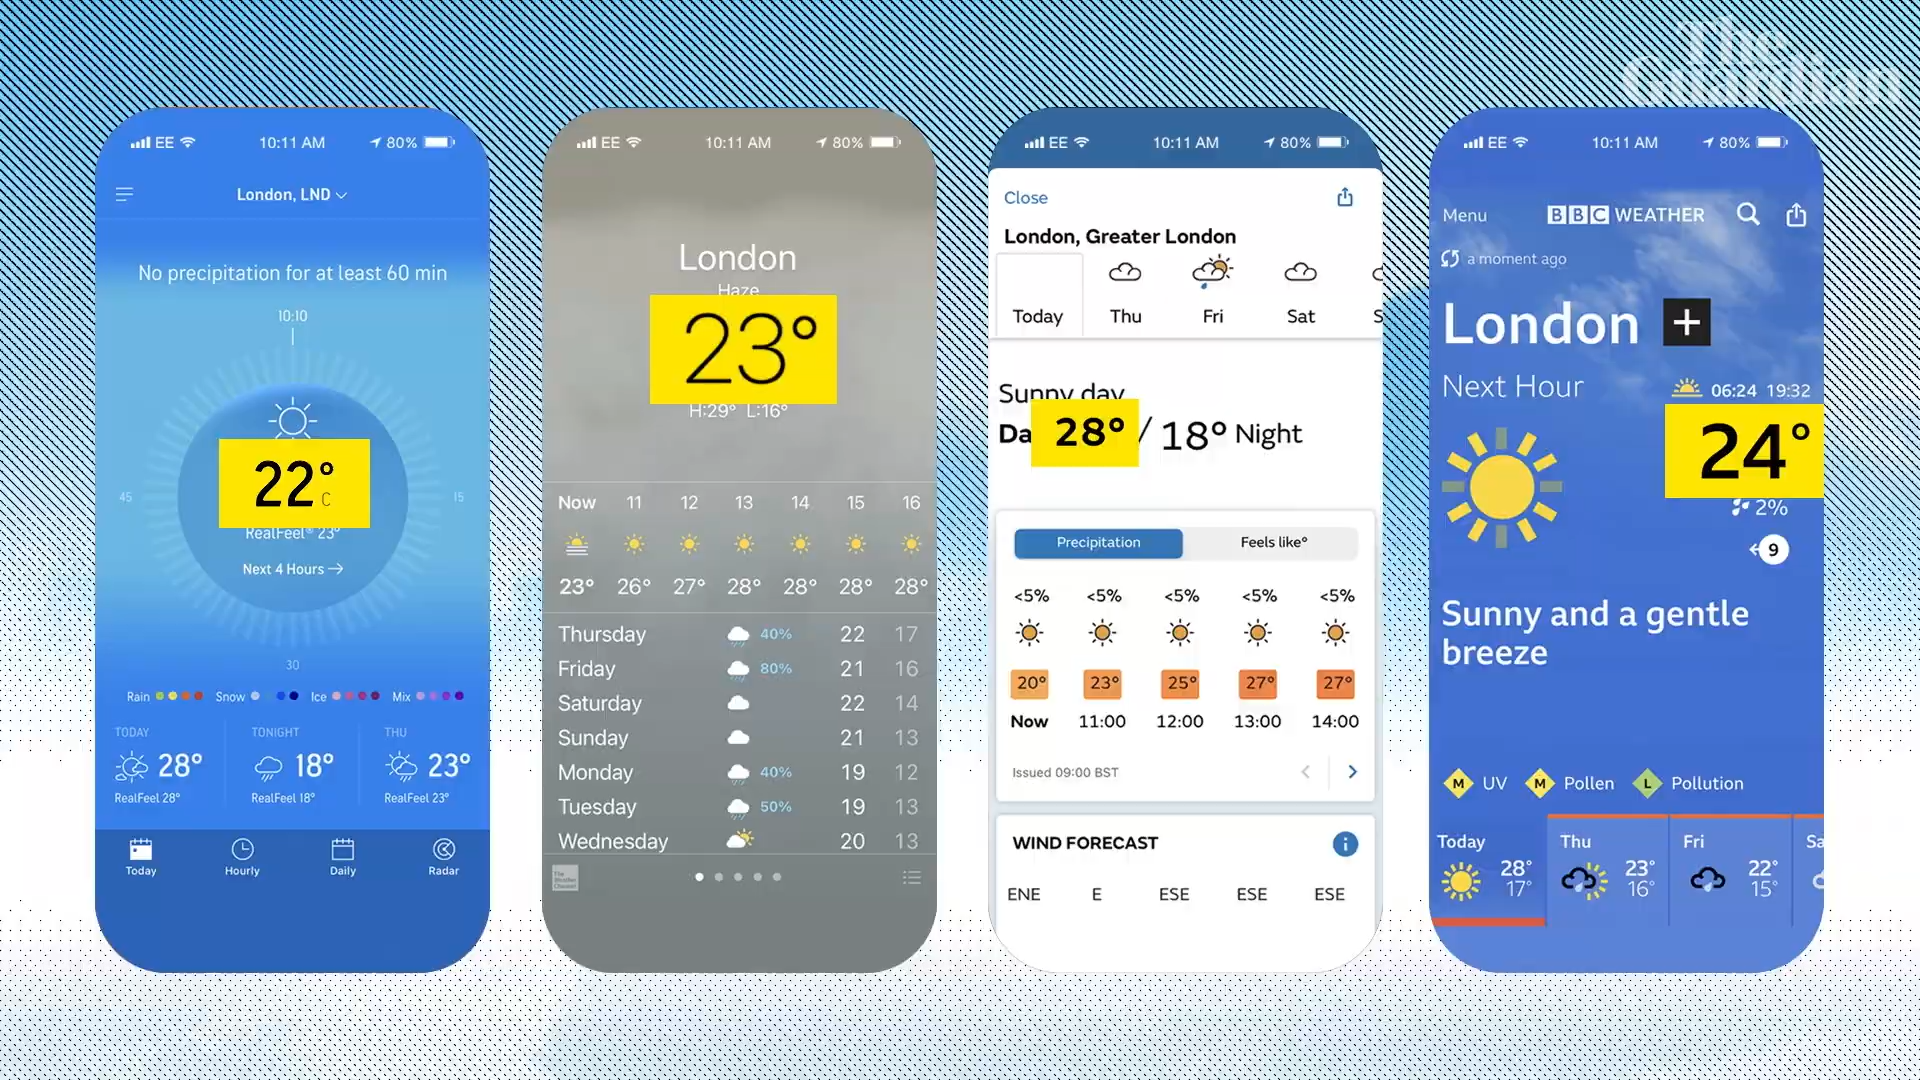 The
Guardian
EE 10:11 AM 80%
London, LND
No precipitation for at least 60 min
10:10
45 15
22°
C
RealFeel® 23°
Next 4 Hours →
30
Rain Snow Ice Mix
TODAY TONIGHT THU
28° 18° 23°
RealFeel 28° RealFeel 18° RealFeel 23°
Today Hourly Daily Radar
EE 10:11 AM 80%
London
Haze
23°
H:29° L:16°
Now 11 12 13 14 15 16
23° 26° 27° 28° 28° 28° 28°
Thursday 40% 22 17
Friday 80% 21 16
Saturday 22 14
Sunday 21 13
Monday 40% 19 12
Tuesday 50% 19 13
Wednesday 20 13
The
Weather
Channel
EE 10:11 AM 80%
Close
London, Greater London
Today Thu Fri Sat S
Sunny day
Da 28° / 18° Night
Precipitation Feels like°
<5% <5% <5% <5% <5%
20° 23° 25° 27° 27°
Now 11:00 12:00 13:00 14:00
Issued 09:00 BST
WIND FORECAST i
ENE E ESE ESE ESE
EE 10:11 AM 80%
Menu BBC WEATHER
a moment ago
London +
Next Hour 06:24 19:32
24°
2%
9
Sunny and a gentle
breeze
M UV M Pollen L Pollution
Today Thu Fri Sa
28° 23° 22°
17° 16° 15°